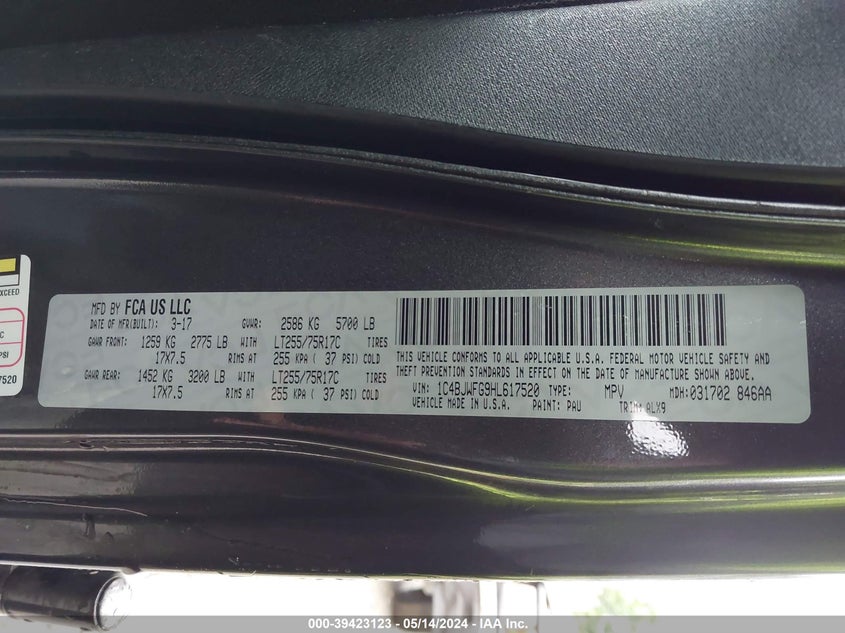 EXCEED
C
PSI
7520
MFD BY FCA US LLC
DATE OF MFR(BUILT): 3-17 GVWR: 2586 KG 5700 LB
GAWR FRONT: 1259 KG 2775 LB WITH LT255/75R17C TIRES
17X7.5 RIMS AT 255 KPA ( 37 PSI) COLD
GAWR REAR: 1452 KG 3200 LB WITH LT255/75R17C TIRES
17X7.5 RIMS AT 255 KPA ( 37 PSI) COLD
THIS VEHICLE CONFORMS TO ALL APPLICABLE U.S.A. FEDERAL MOTOR VEHICLE SAFETY AND
THEFT PREVENTION STANDARDS IN EFFECT ON THE DATE OF MANUFACTURE SHOWN ABOVE.
VIN: 1C4BJWFG9HL617520 TYPE: MPV MDH: 031702 846AA
VEHICLE MADE IN U.S.A. PAINT: PAU TRIM: ALX9
000-39423123 - 05/14/2024 - IAA Inc.